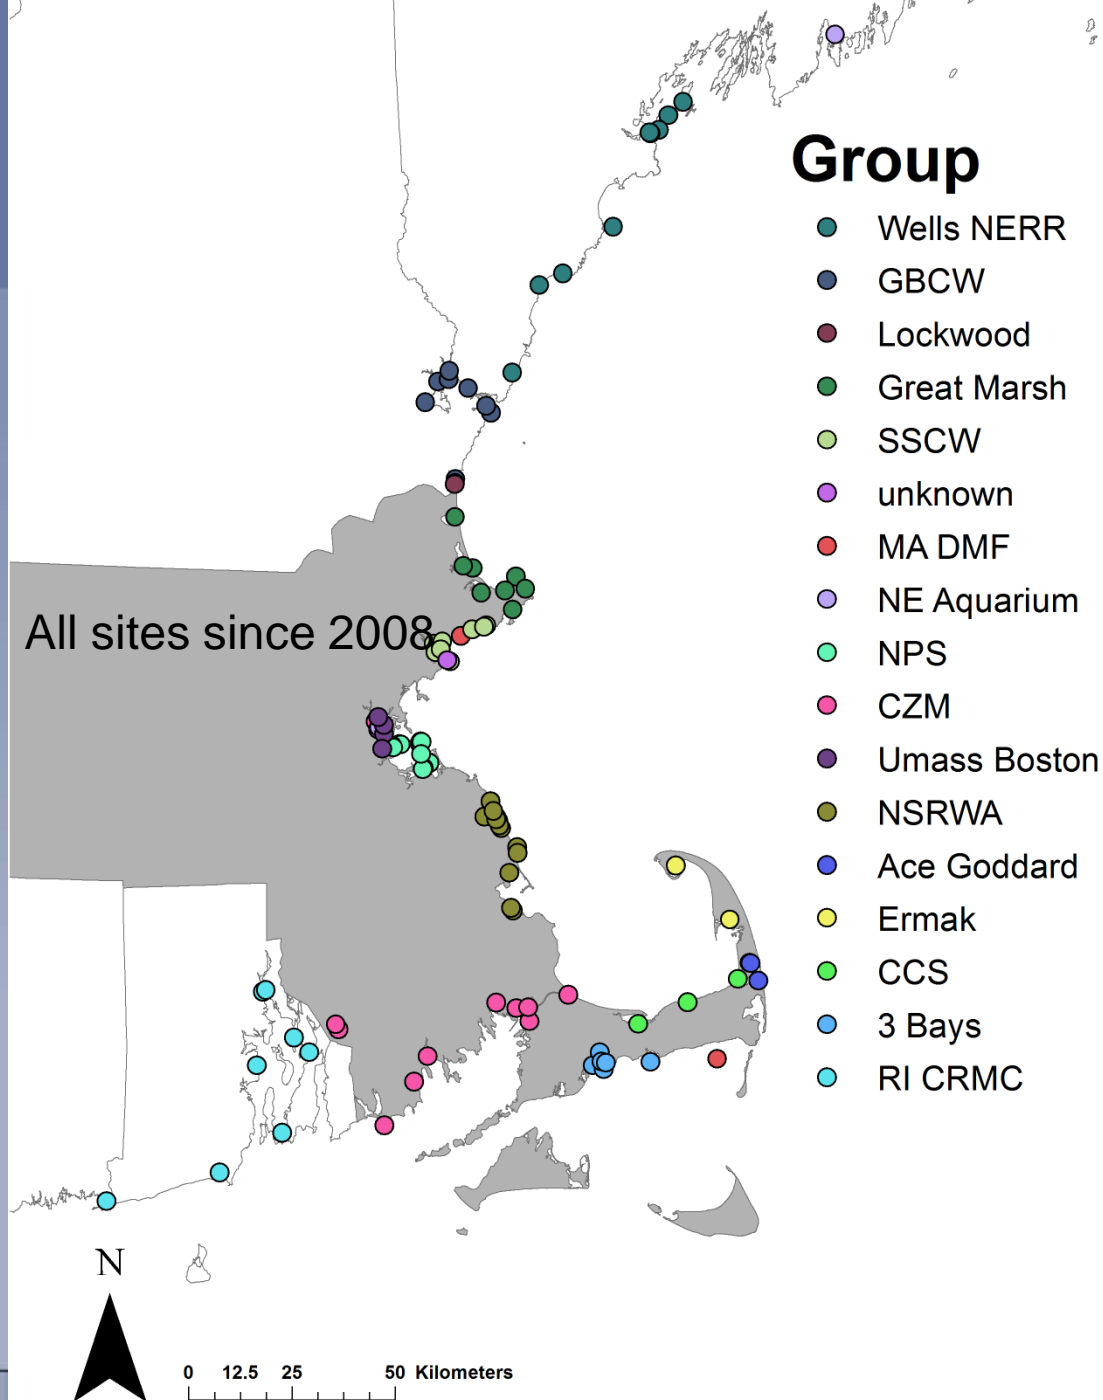 Group
Wells NERR
GBCW
Lockwood
Great Marsh
SSCW
unknown
MA DMF
All sites since 2008
NE Aquarium
NPS
CZM
Umass Boston
NSRWA
Ace Goddard
Ermak
CCS
3 Bays
RI CRMC
N
0 12.5 25 50 Kilometers